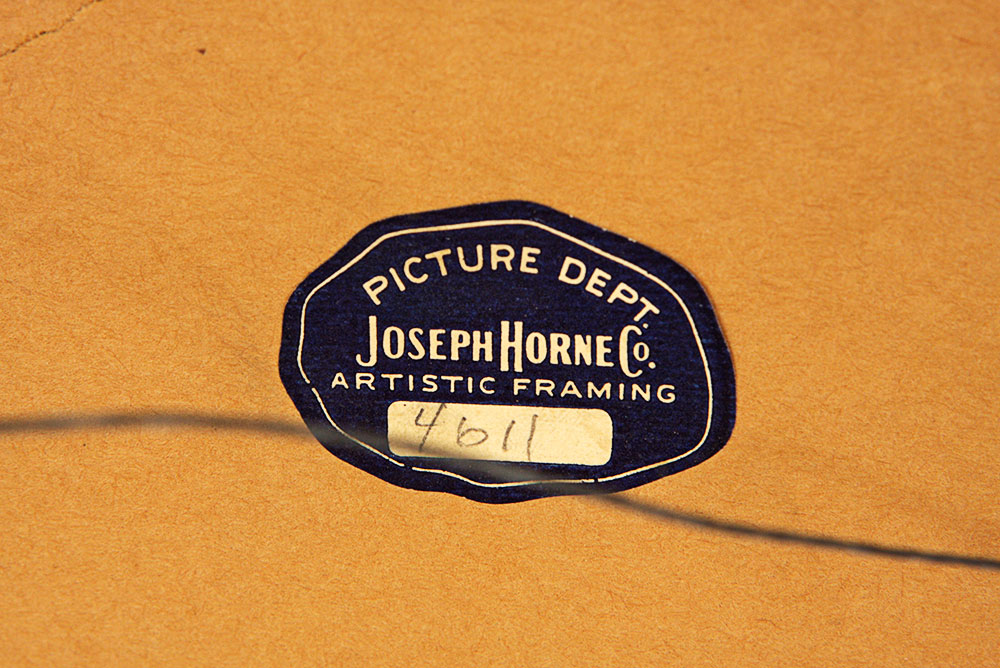 PICTURE DEPT.
JOSEPH HORNE CO.
ARTISTIC FRAMING
4611